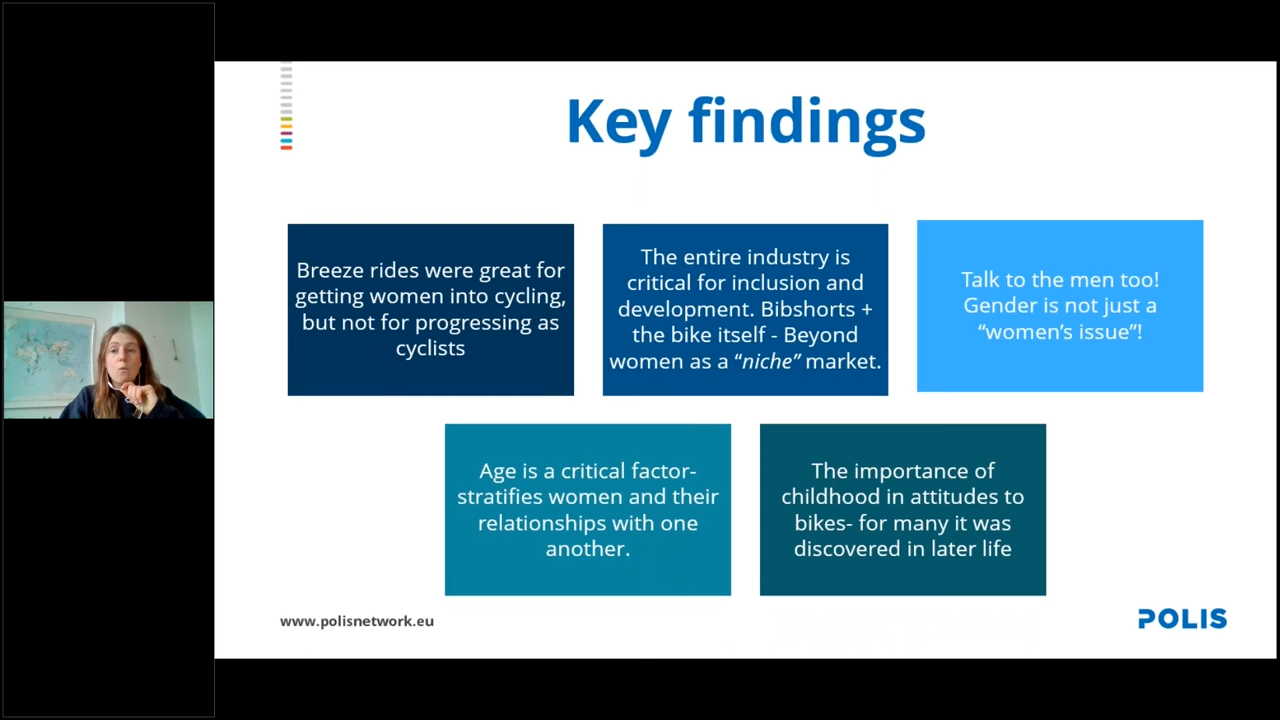 Key findings
Breeze rides were great for
getting women into cycling,
but not for progressing as
cyclists
The entire industry is
critical for inclusion and
development. Bibshorts +
the bike itself - Beyond
women as a “niche” market.
Talk to the men too!
Gender is not just a
“women’s issue”!
Age is a critical factor-
stratifies women and their
relationships with one
another.
The importance of
childhood in attitudes to
bikes- for many it was
discovered in later life
www.polisnetwork.eu
POLIS